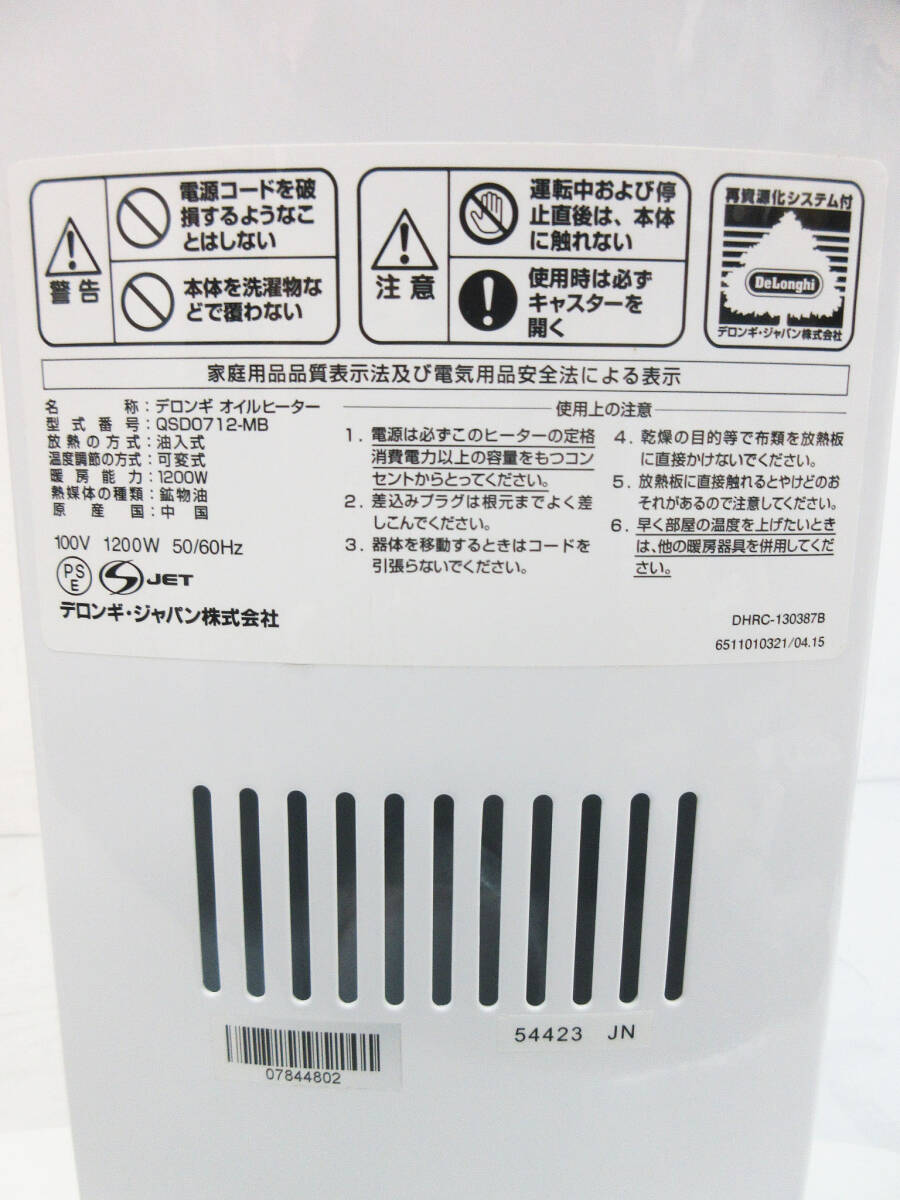 警告
電源コードを破
損するようなこ
とはしない
本体を洗濯物な
どで覆わない
注意
運転中および停
止直後は、本体
に触れない
使用時は必ず
キャスターを
開く
再資源化システム付
DeLonghi
デロンギ・ジャパン株式会社
家庭用品品質表示法及び電気用品安全法による表示
名称：デロンギ オイルヒーター
型式番号：QSD0712-MB
放熱の方式：油入式
温度調節の方式：可変式
暖房能力：1200W
熱媒体の種類：鉱物油
原産国：中国
100V 1200W 50/60Hz
PS
E
S JET
デロンギ・ジャパン株式会社
使用上の注意
1．電源は必ずこのヒーターの定格
消費電力以上の容量をもつコン
セントからとってください。
2．差込みプラグは根元までよく差
しこんでください。
3．器体を移動するときはコードを
引張らないでください。
4．乾燥の目的等で布類を放熱板
に直接かけないでください。
5．放熱板に直接触れるとやけどのお
それがあるので注意してください。
6．早く部屋の温度を上げたいとき
は、他の暖房器具を併用してくだ
さい。
DHRC-130387B
6511010321/04.15
07844802
54423 JN